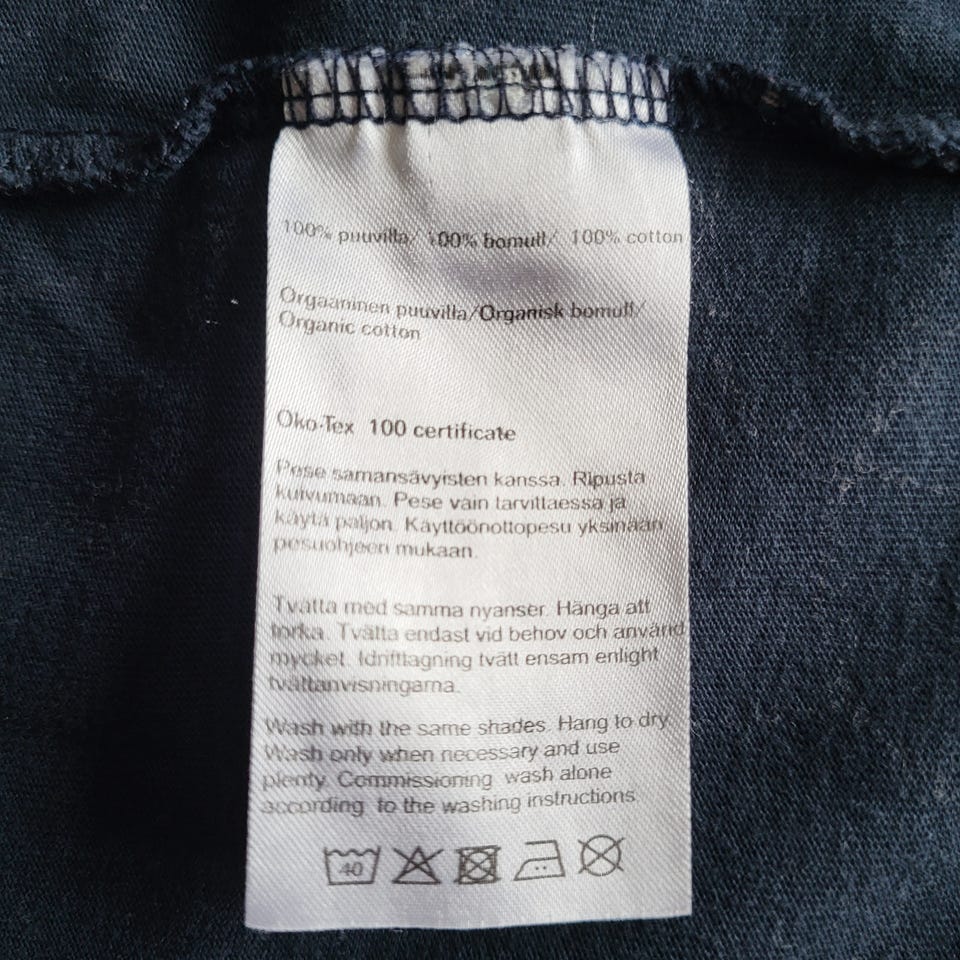 100% puuvilla/ 100% bomull/ 100% cotton
Orgaaninen puuvilla/Organisk bomull/
Organic cotton
Oko-Tex 100 certificate
Pese samansävyisten kanssa. Ripusta
kuivumaan. Pese vain tarvittaessa ja
käytä paljon. Käyttöönottopesu yksinään
pesuohjeen mukaan.
Tvätta med samma nyanser. Hänga att
torka. Tvätta endast vid behov och använd
mycket. Idrifttagning tvätt ensam enlight
tvättanvisningarna.
Wash with the same shades. Hang to dry.
Wash only when necessary and use
plenty. Commissioning wash alone
according to the washing instructions
40